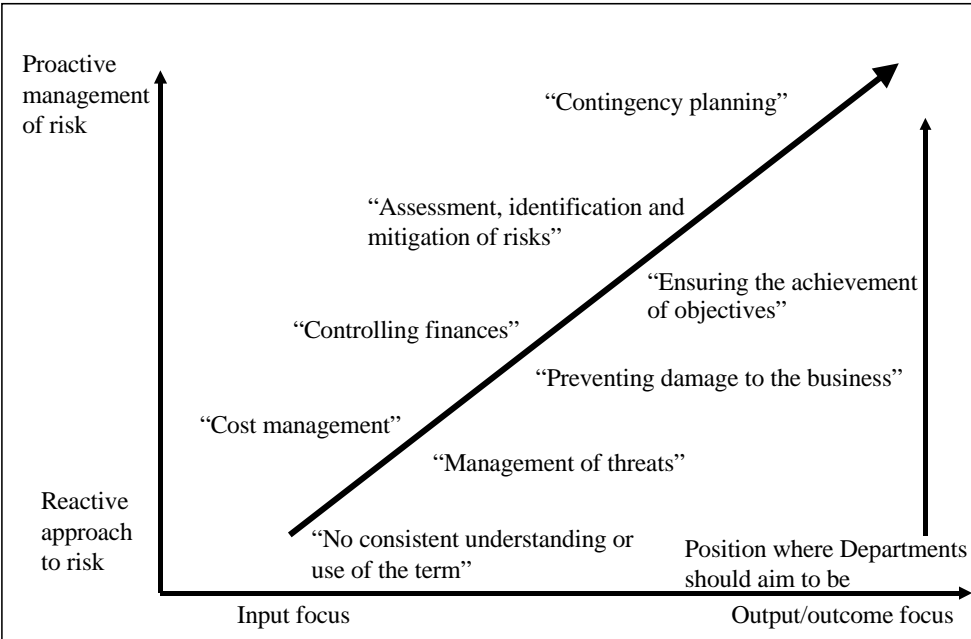 Proactive
management
of risk
“Contingency planning”
“Assessment, identification and
mitigation of risks”
“Ensuring the achievement
of objectives”
“Controlling finances”
“Preventing damage to the business”
“Cost management”
“Management of threats”
Reactive
approach
to risk
“No consistent understanding or
use of the term”
Position where Departments
should aim to be
Input focus
Output/outcome focus